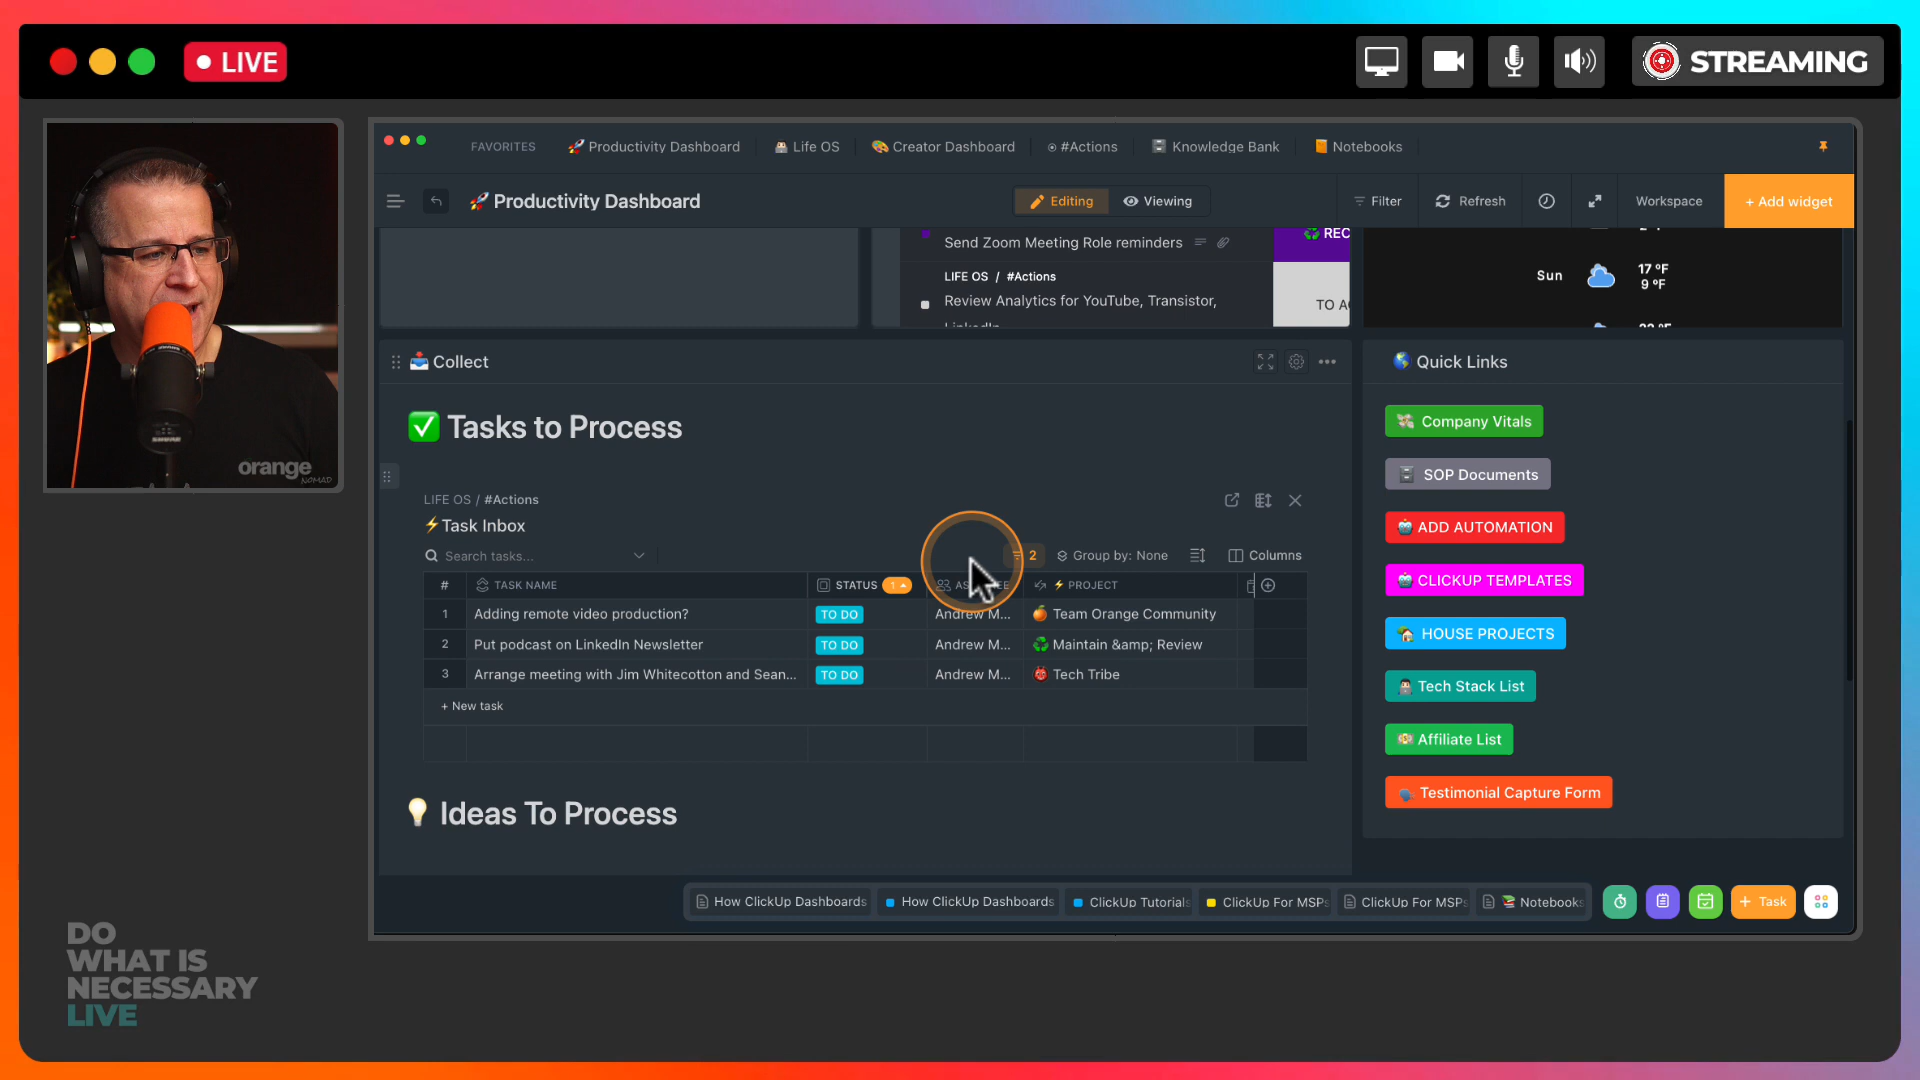 LIVE
STREAMING
FAVORITES
Productivity Dashboard
Life OS
Creator Dashboard
#Actions
Knowledge Bank
Notebooks
Productivity Dashboard
Editing
Viewing
Filter
Refresh
Workspace
+ Add widget
Send Zoom Meeting Role reminders
REC
LIFE OS / #Actions
Review Analytics for YouTube, Transistor,
TO
Sun
17 °F
9 °F
Collect
Tasks to Process
LIFE OS / #Actions
Task Inbox
Search tasks...
2
Group by: None
Columns
# TASK NAME STATUS 1 PROJECT
1 Adding remote video production? TO DO Andrew M... Team Orange Community
2 Put podcast on LinkedIn Newsletter TO DO Andrew M... Maintain &amp; Review
3 Arrange meeting with Jim Whitecotton and Sean... TO DO Andrew M... Tech Tribe
+ New task
Ideas To Process
Quick Links
Company Vitals
SOP Documents
ADD AUTOMATION
CLICKUP TEMPLATES
HOUSE PROJECTS
Tech Stack List
Affiliate List
Testimonial Capture Form
How ClickUp Dashboards
How ClickUp Dashboards
ClickUp Tutorials
ClickUp For MSPs
ClickUp For MSPs
Notebooks
+ Task
orange
NOMAD
SHURE
DO
WHAT IS
NECESSARY
LIVE